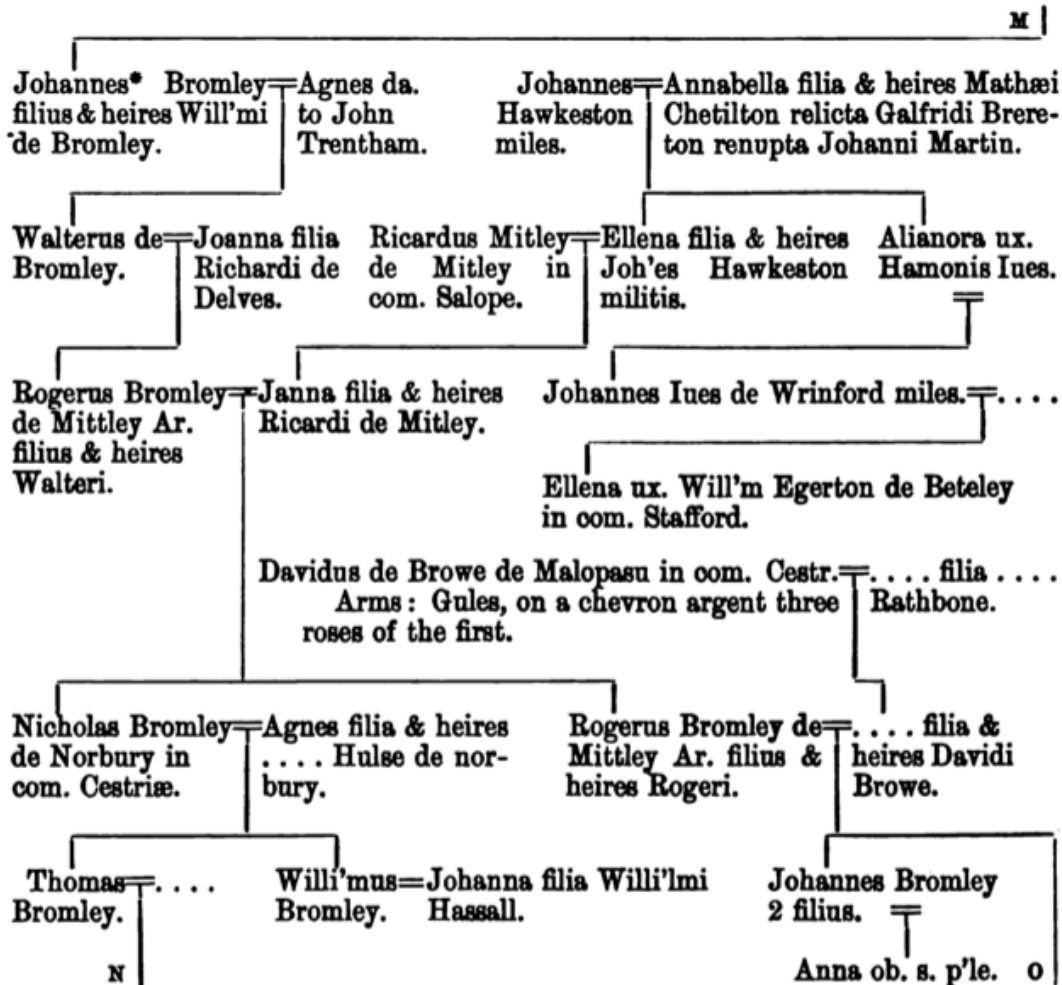 M
Johannes* Bromley=Agnes da.
filius & heires Will'mi to John
de Bromley. Trentham.
Johannes=Annabella filia & heires Mathæi
Hawkeston Chetilton relicta Galfridi Brere-
miles. ton renupta Johanni Martin.
Walterus de=Joanna filia
Bromley. Richardi de
Delves.
Ricardus Mitley=Ellena filia & heires
de Mitley in Joh'es Hawkeston
com. Salope. militis.
Alianora ux.
Hamonis Iues.
=
Rogerus Bromley=Janna filia & heires
de Mittley Ar. Ricardi de Mitley.
filius & heires
Walteri.
Johannes Iues de Wrinford miles.=....
Ellena ux. Will'm Egerton de Beteley
in com. Stafford.
Davidus de Browe de Malopasu in com. Cestr.=.... filia ....
Arms: Gules, on a chevron argent three Rathbone.
roses of the first.
Nicholas Bromley=Agnes filia & heires
de Norbury in .... Hulse de nor-
com. Cestriæ. bury.
Rogerus Bromley de=.... filia &
Mittley Ar. filius & heires Davidi
heires Rogeri. Browe.
Thomas=....
Bromley.
Willi'mus=Johanna filia Willi'lmi
Bromley. Hassall.
Johannes Bromley
2 filius. =
N
Anna ob. s. p'le. O